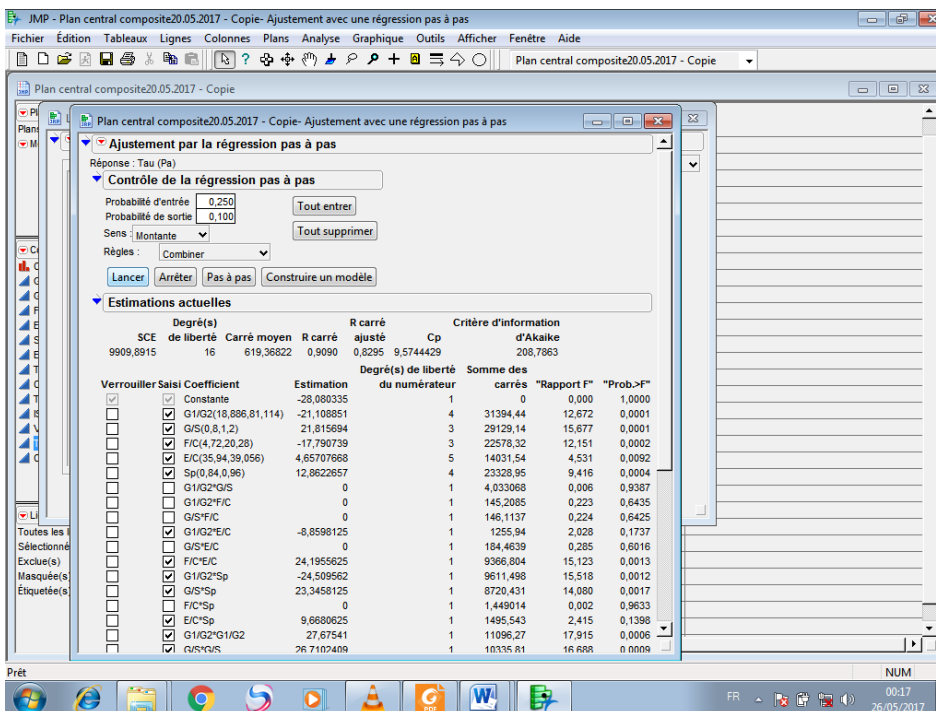 JMP - Plan central composite20.05.2017 - Copie- Ajustement avec une régression pas à pas
Fichier Édition Tableaux Lignes Colonnes Plans Analyse Graphique Outils Afficher Fenêtre Aide
Plan central composite20.05.2017 - Copie
Plan central composite20.05.2017 - Copie
Plan central composite20.05.2017 - Copie- Ajustement avec une régression pas à pas
Ajustement par la régression pas à pas
Réponse : Tau (Pa)
Contrôle de la régression pas à pas
Probabilité d'entrée 0,250
Probabilité de sortie 0,100
Tout entrer
Sens : Montante
Tout supprimer
Règles : Combiner
Lancer Arrêter Pas à pas Construire un modèle
Estimations actuelles
SCE Degré(s) de liberté Carré moyen R carré R carré ajusté Cp Critère d'information d'Akaike
9909,8915 16 619,36822 0,9090 0,8295 9,5744429 208,7863
Verrouiller Saisi Coefficient Estimation Degré(s) de liberté du numérateur Somme des carrés "Rapport F" "Prob.>F"
Constante -28,080335 1 0 0,000 1,0000
G1/G2(18,886,81,114) -21,108851 4 31394,44 12,672 0,0001
G/S(0,8,1,2) 21,815694 3 29129,14 15,677 0,0001
F/C(4,72,20,28) -17,790739 3 22578,32 12,151 0,0002
E/C(35,94,39,056) 4,65707668 5 14031,54 4,531 0,0092
Sp(0,84,0,96) 12,8622657 4 23328,95 9,416 0,0004
G1/G2*G/S 0 1 4,033068 0,006 0,9387
G1/G2*F/C 0 1 145,2085 0,223 0,6435
G/S*F/C 0 1 146,1137 0,224 0,6425
G1/G2*E/C -8,8598125 1 1255,94 2,028 0,1737
G/S*E/C 0 1 184,4639 0,285 0,6016
F/C*E/C 24,1955625 1 9366,804 15,123 0,0013
G1/G2*Sp -24,509562 1 9611,498 15,518 0,0012
G/S*Sp 23,3458125 1 8720,431 14,080 0,0017
F/C*Sp 0 1 1,449014 0,002 0,9633
E/C*Sp 9,6680625 1 1495,543 2,415 0,1398
G1/G2*G1/G2 27,67541 1 11096,27 17,915 0,0006
G/S*G/S 26,7102409 1 10335,81 16,688 0,0009
Toutes les
Sélectionné
Exclue(s)
Masquée(s)
Étiquetée(s)
Prêt
NUM
FR
00:17
26/05/2017